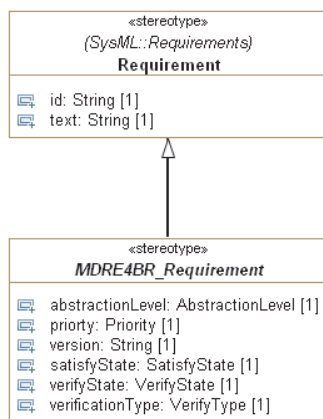 «stereotype»
(SysML::Requirements)
Requirement
id: String [1]
text: String [1]
«stereotype»
MDRE4BR_Requirement
abstractionLevel: AbstractionLevel [1]
priorty: Priority [1]
version: String [1]
satisfyState: SatisfyState [1]
verifyState: VerifyState [1]
verificationType: VerifyType [1]